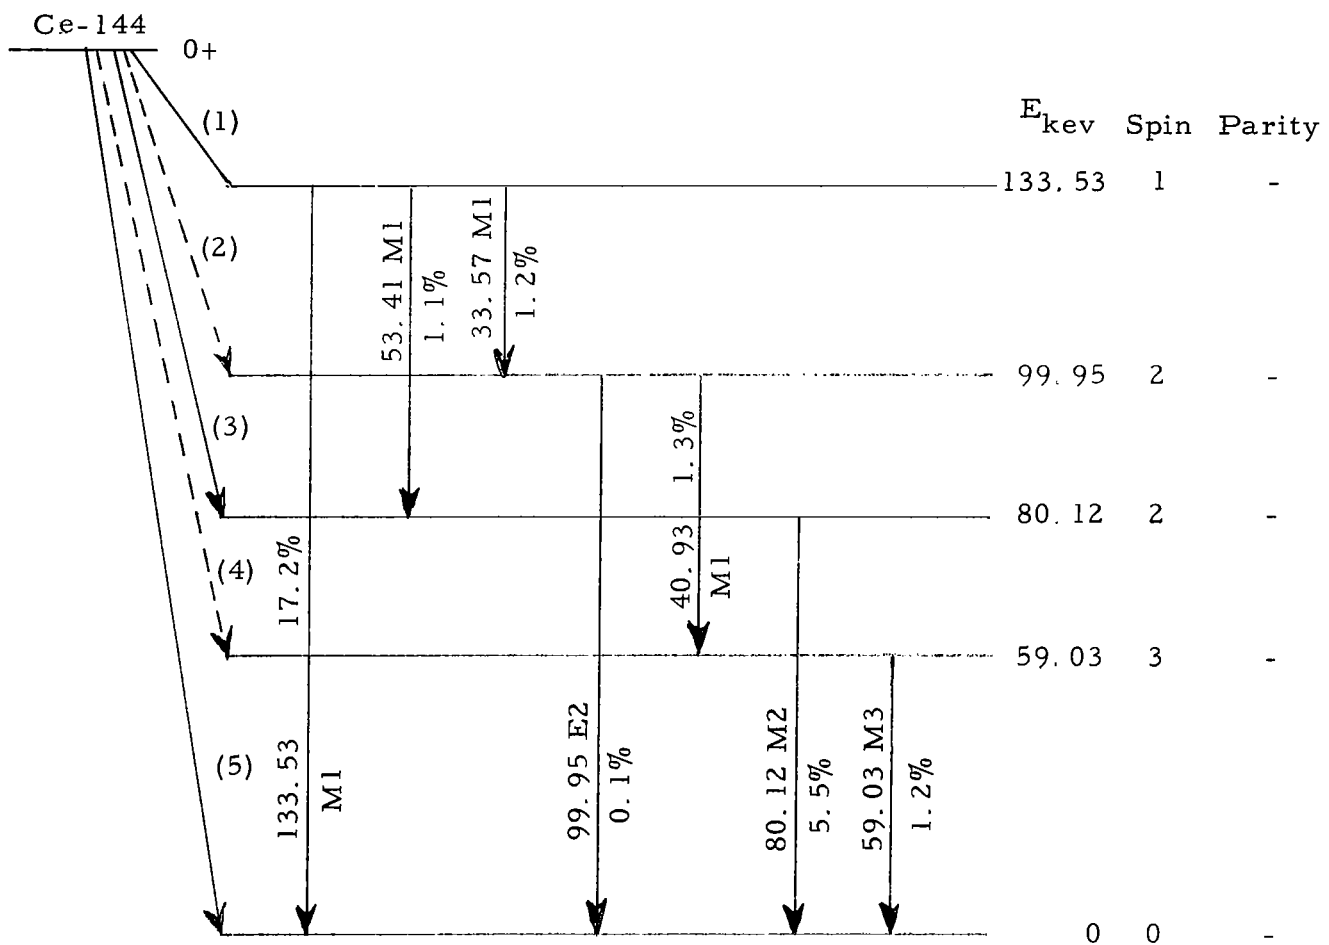 Ce-144
0+
(1)
E kev Spin Parity
133.53 1 -
53.41 M1
1.1%
33.57 M1
1.2%
(2)
99.95 2 -
(3)
1.3%
40.93
M1
80.12 2 -
(4)
17.2%
133.53
M1
59.03 3 -
(5)
99.95 E2
0.1%
80.12 M2
5.5%
59.03 M3
1.2%
0 0 -